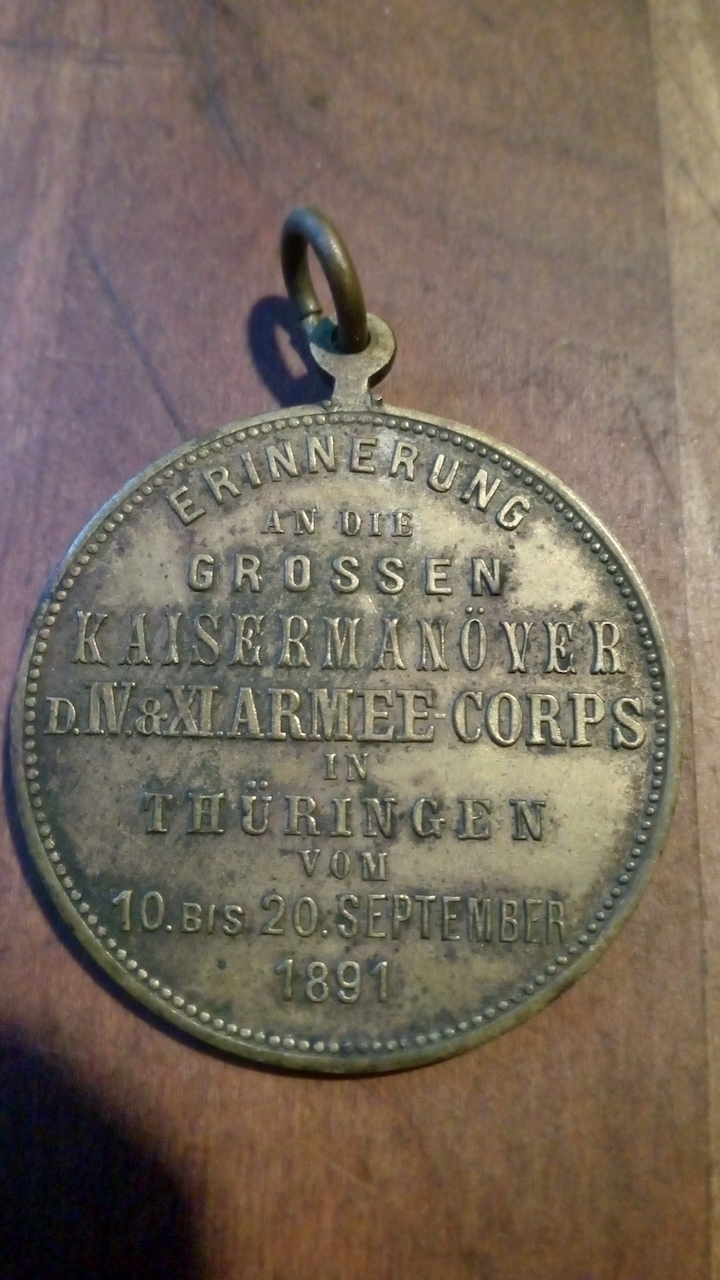 ERINNERUNG
AN DIE
GROSSEN
KAISERMANÖVER
D. IV. & XI. ARMEE-CORPS
IN
THÜRINGEN
VOM
10. BIS 20. SEPTEMBER
1891